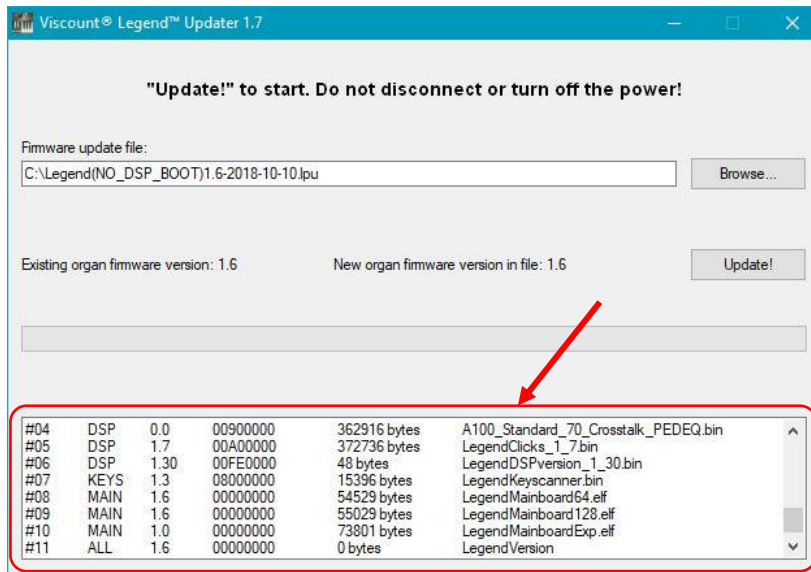 Viscount® Legend™ Updater 1.7
"Update!" to start. Do not disconnect or turn off the power!
Firmware update file:
C:\Legend(NO_DSP_BOOT)1.6-2018-10-10.lpu
Browse...
Existing organ firmware version: 1.6 New organ firmware version in file: 1.6
Update!
#04 DSP 0.0 00900000 362916 bytes A100_Standard_70_Crosstalk_PEDEQ.bin
#05 DSP 1.7 00A00000 372736 bytes LegendClicks_1_7.bin
#06 DSP 1.30 00FE0000 48 bytes LegendDSPversion_1_30.bin
#07 KEYS 1.3 08000000 15396 bytes LegendKeyscanner.bin
#08 MAIN 1.6 00000000 54529 bytes LegendMainboard64.elf
#09 MAIN 1.6 00000000 55029 bytes LegendMainboard128.elf
#10 MAIN 1.0 00000000 73801 bytes LegendMainboardExp.elf
#11 ALL 1.6 00000000 0 bytes LegendVersion